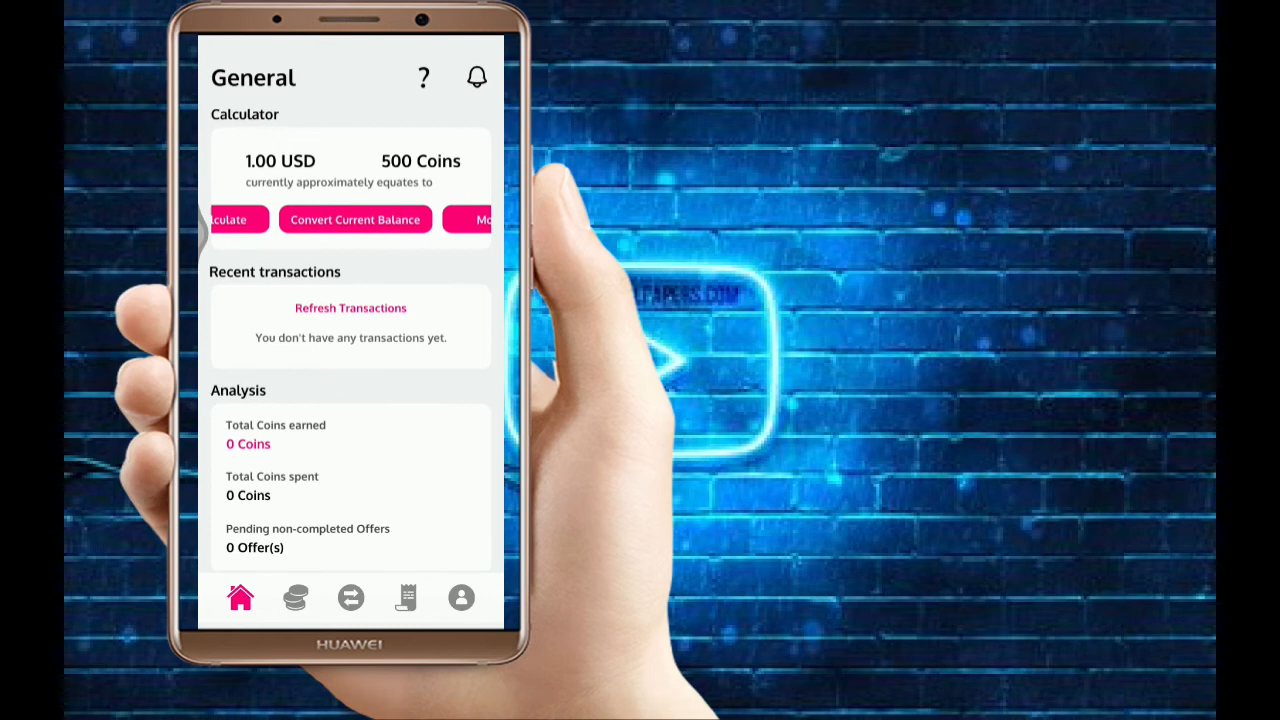 General
?
Calculator
1.00 USD 500 Coins
currently approximately equates to
lculate Convert Current Balance Mo
Recent transactions
Refresh Transactions
You don't have any transactions yet.
Analysis
Total Coins earned
0 Coins
Total Coins spent
0 Coins
Pending non-completed Offers
0 Offer(s)
HUAWEI